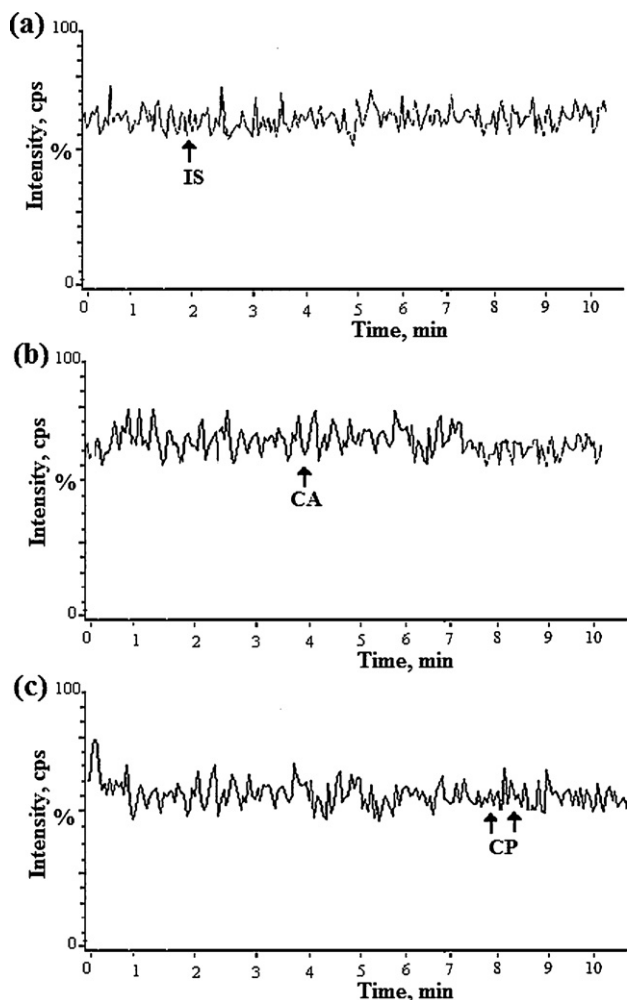 (a)
100
Intensity, cps
%
IS
0
0 1 2 3 4 5 6 7 8 9 10
Time, min
(b)
100
Intensity, cps
%
CA
0
0 1 2 3 4 5 6 7 8 9 10
Time, min
(c)
100
Intensity, cps
%
CP
0
0 1 2 3 4 5 6 7 8 9 10
Time, min